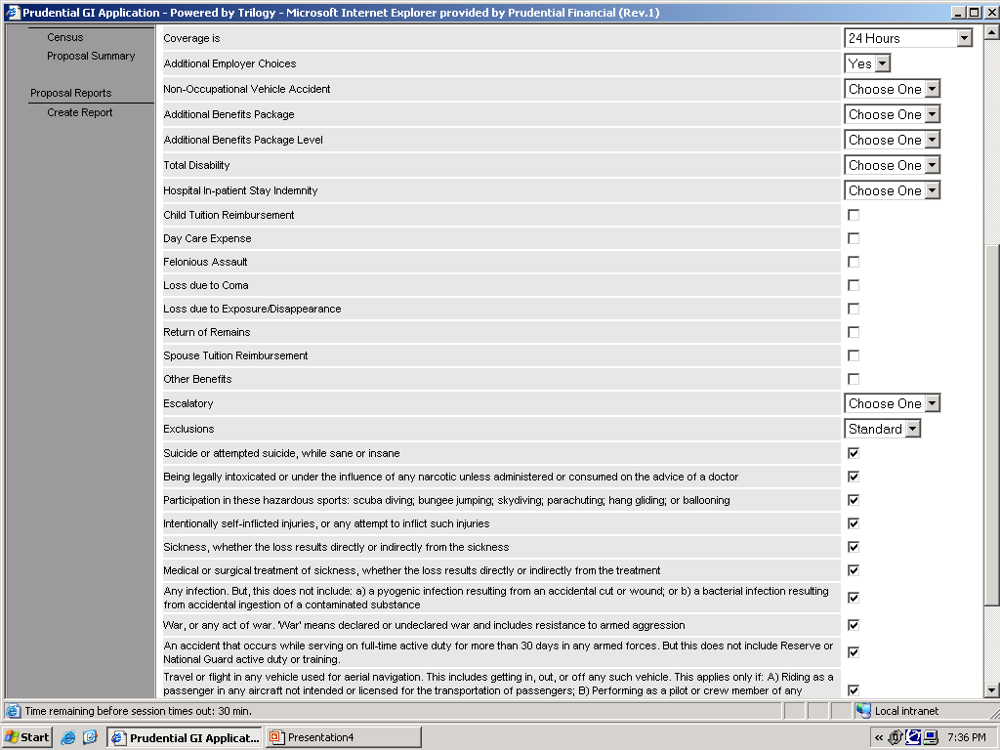 Prudential GI Application - Powered by Trilogy - Microsoft Internet Explorer provided by Prudential Financial (Rev.1)
Census
Proposal Summary
Proposal Reports
Create Report
Coverage is 24 Hours
Additional Employer Choices Yes
Non-Occupational Vehicle Accident Choose One
Additional Benefits Package Choose One
Additional Benefits Package Level Choose One
Total Disability Choose One
Hospital In-patient Stay Indemnity Choose One
Child Tuition Reimbursement
Day Care Expense
Felonious Assault
Loss due to Coma
Loss due to Exposure/Disappearance
Return of Remains
Spouse Tuition Reimbursement
Other Benefits
Escalatory Choose One
Exclusions Standard
Suicide or attempted suicide, while sane or insane
Being legally intoxicated or under the influence of any narcotic unless administered or consumed on the advice of a doctor
Participation in these hazardous sports: scuba diving; bungee jumping; skydiving; parachuting; hang gliding; or ballooning
Intentionally self-inflicted injuries, or any attempt to inflict such injuries
Sickness, whether the loss results directly or indirectly from the sickness
Medical or surgical treatment of sickness, whether the loss results directly or indirectly from the treatment
Any infection. But, this does not include: a) a pyogenic infection resulting from an accidental cut or wound; or b) a bacterial infection resulting
from accidental ingestion of a contaminated substance
War, or any act of war. 'War' means declared or undeclared war and includes resistance to armed aggression
An accident that occurs while serving on full-time active duty for more than 30 days in any armed forces. But this does not include Reserve or
National Guard active duty or training.
Travel or flight in any vehicle used for aerial navigation. This includes getting in, out, or off any such vehicle. This applies only if: A) Riding as a
passenger in any aircraft not intended or licensed for the transportation of passengers; B) Performing as a pilot or crew member of any
Time remaining before session times out: 30 min.
Local intranet
Start
Prudential GI Applicat...
Presentation4
«
7:36 PM